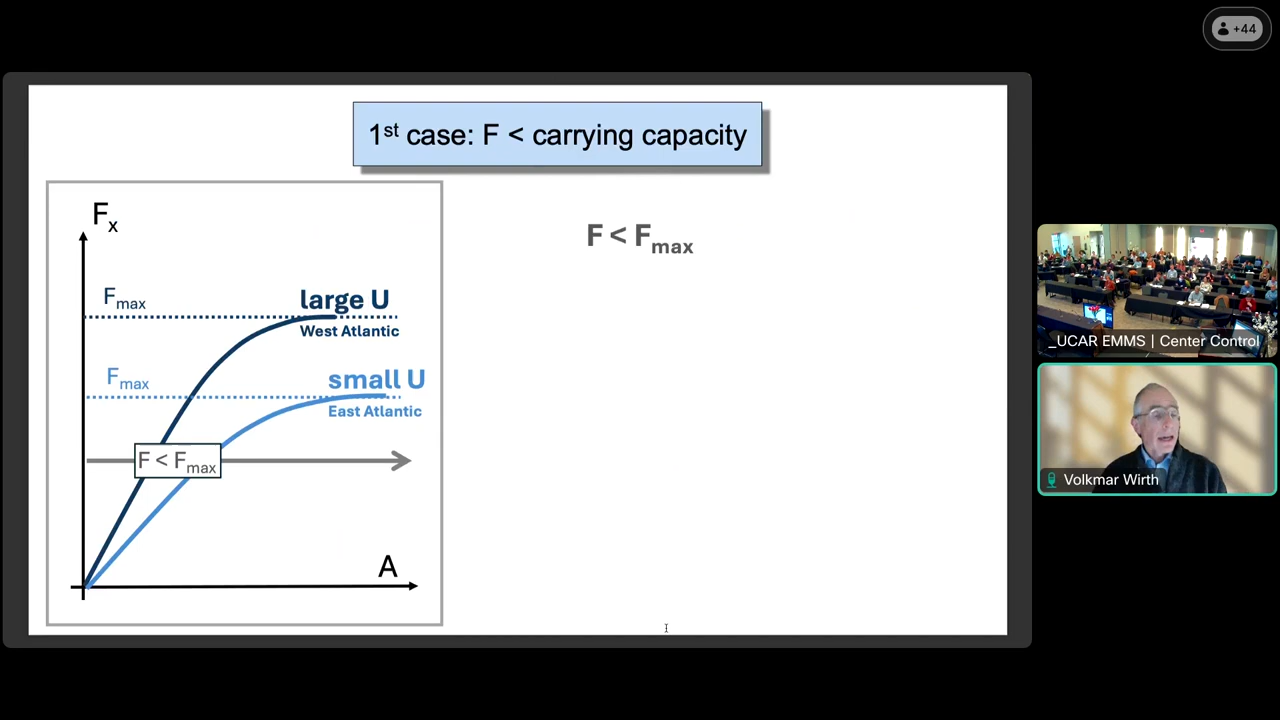 +44
1st case: F < carrying capacity
Fx
Fmax
large U
West Atlantic
Fmax
small U
East Atlantic
F < Fmax
A
F < Fmax
_UCAR EMMS | Center Control
Volkmar Wirth